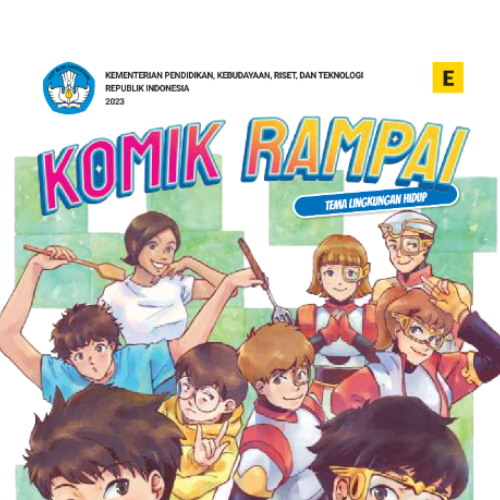 KEMENTERIAN PENDIDIKAN, KEBUDAYAAN, RISET, DAN TEKNOLOGI
REPUBLIK INDONESIA
2023
E
KOMIK RAMPAI
TEMA LINGKUNGAN HIDUP